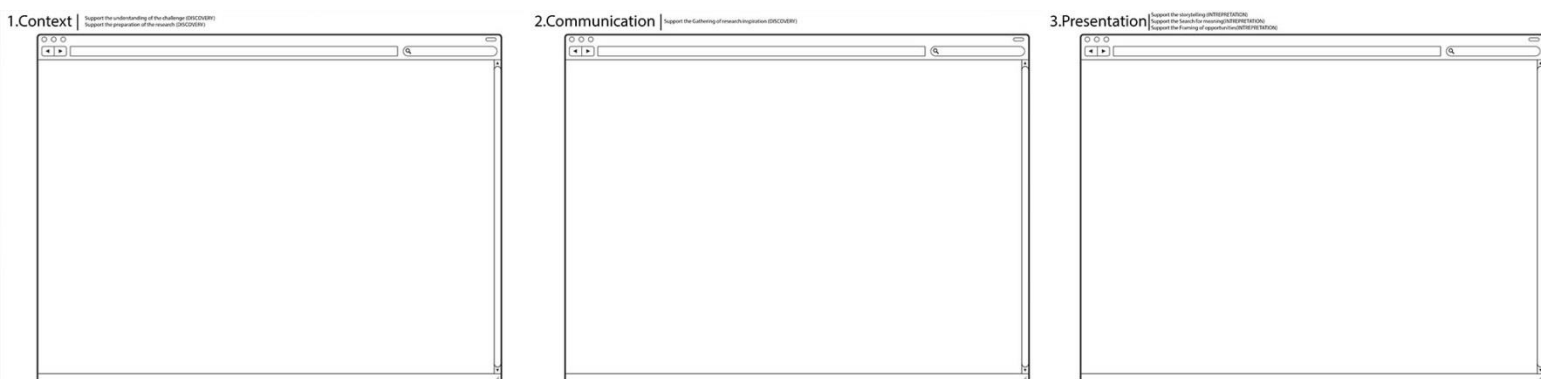 1.Context
Support the understanding of the challenge (DISCOVERY)
Support the preparation of the research (DISCOVERY)
2.Communication
Support the Gathering of research inspiration (DISCOVERY)
3.Presentation
Support the storytelling (INTREPRETATION)
Support the Search for meaning(INTREPRETATION)
Support the Framing of opportunities(INTREPRETATION)